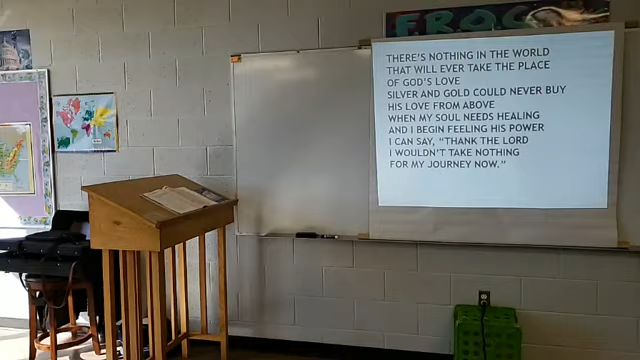 FROG
THERE'S NOTHING IN THE WORLD
THAT WILL EVER TAKE THE PLACE
OF GOD'S LOVE
SILVER AND GOLD COULD NEVER BUY
HIS LOVE FROM ABOVE
WHEN MY SOUL NEEDS HEALING
AND I BEGIN FEELING HIS POWER
I CAN SAY, "THANK THE LORD
I WOULDN'T TAKE NOTHING
FOR MY JOURNEY NOW."